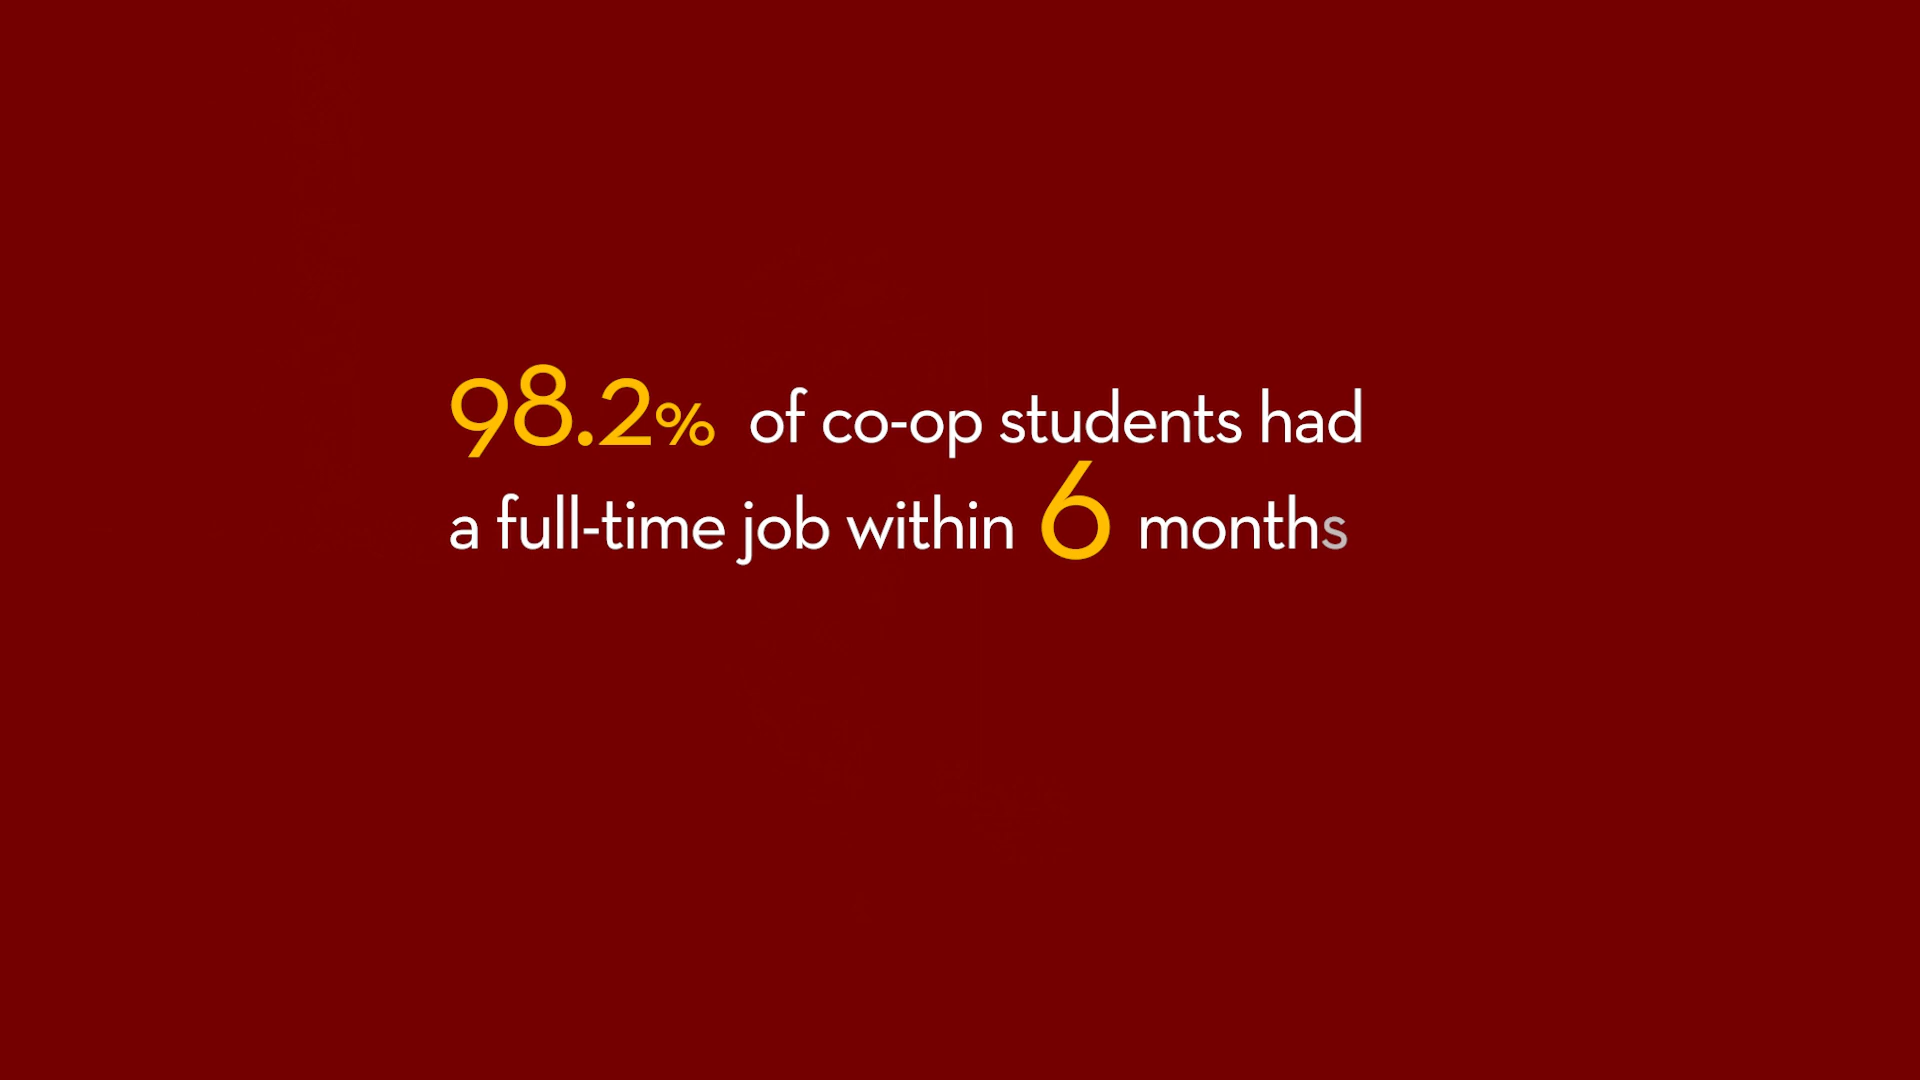 98.2% of co-op students had
a full-time job within 6 months